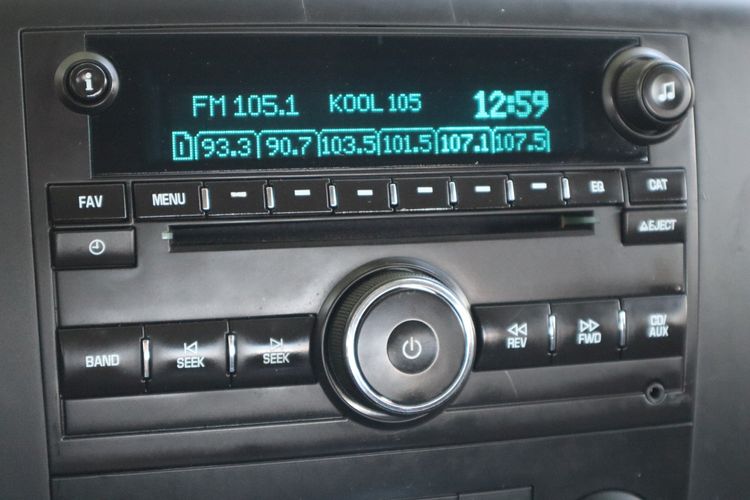 i
FM 105.1 KOOL 105 12:59
1 93.3 90.7 103.5 101.5 107.1 107.5
FAV MENU EQ CAT
EJECT
BAND SEEK SEEK REV FWD CD/
AUX